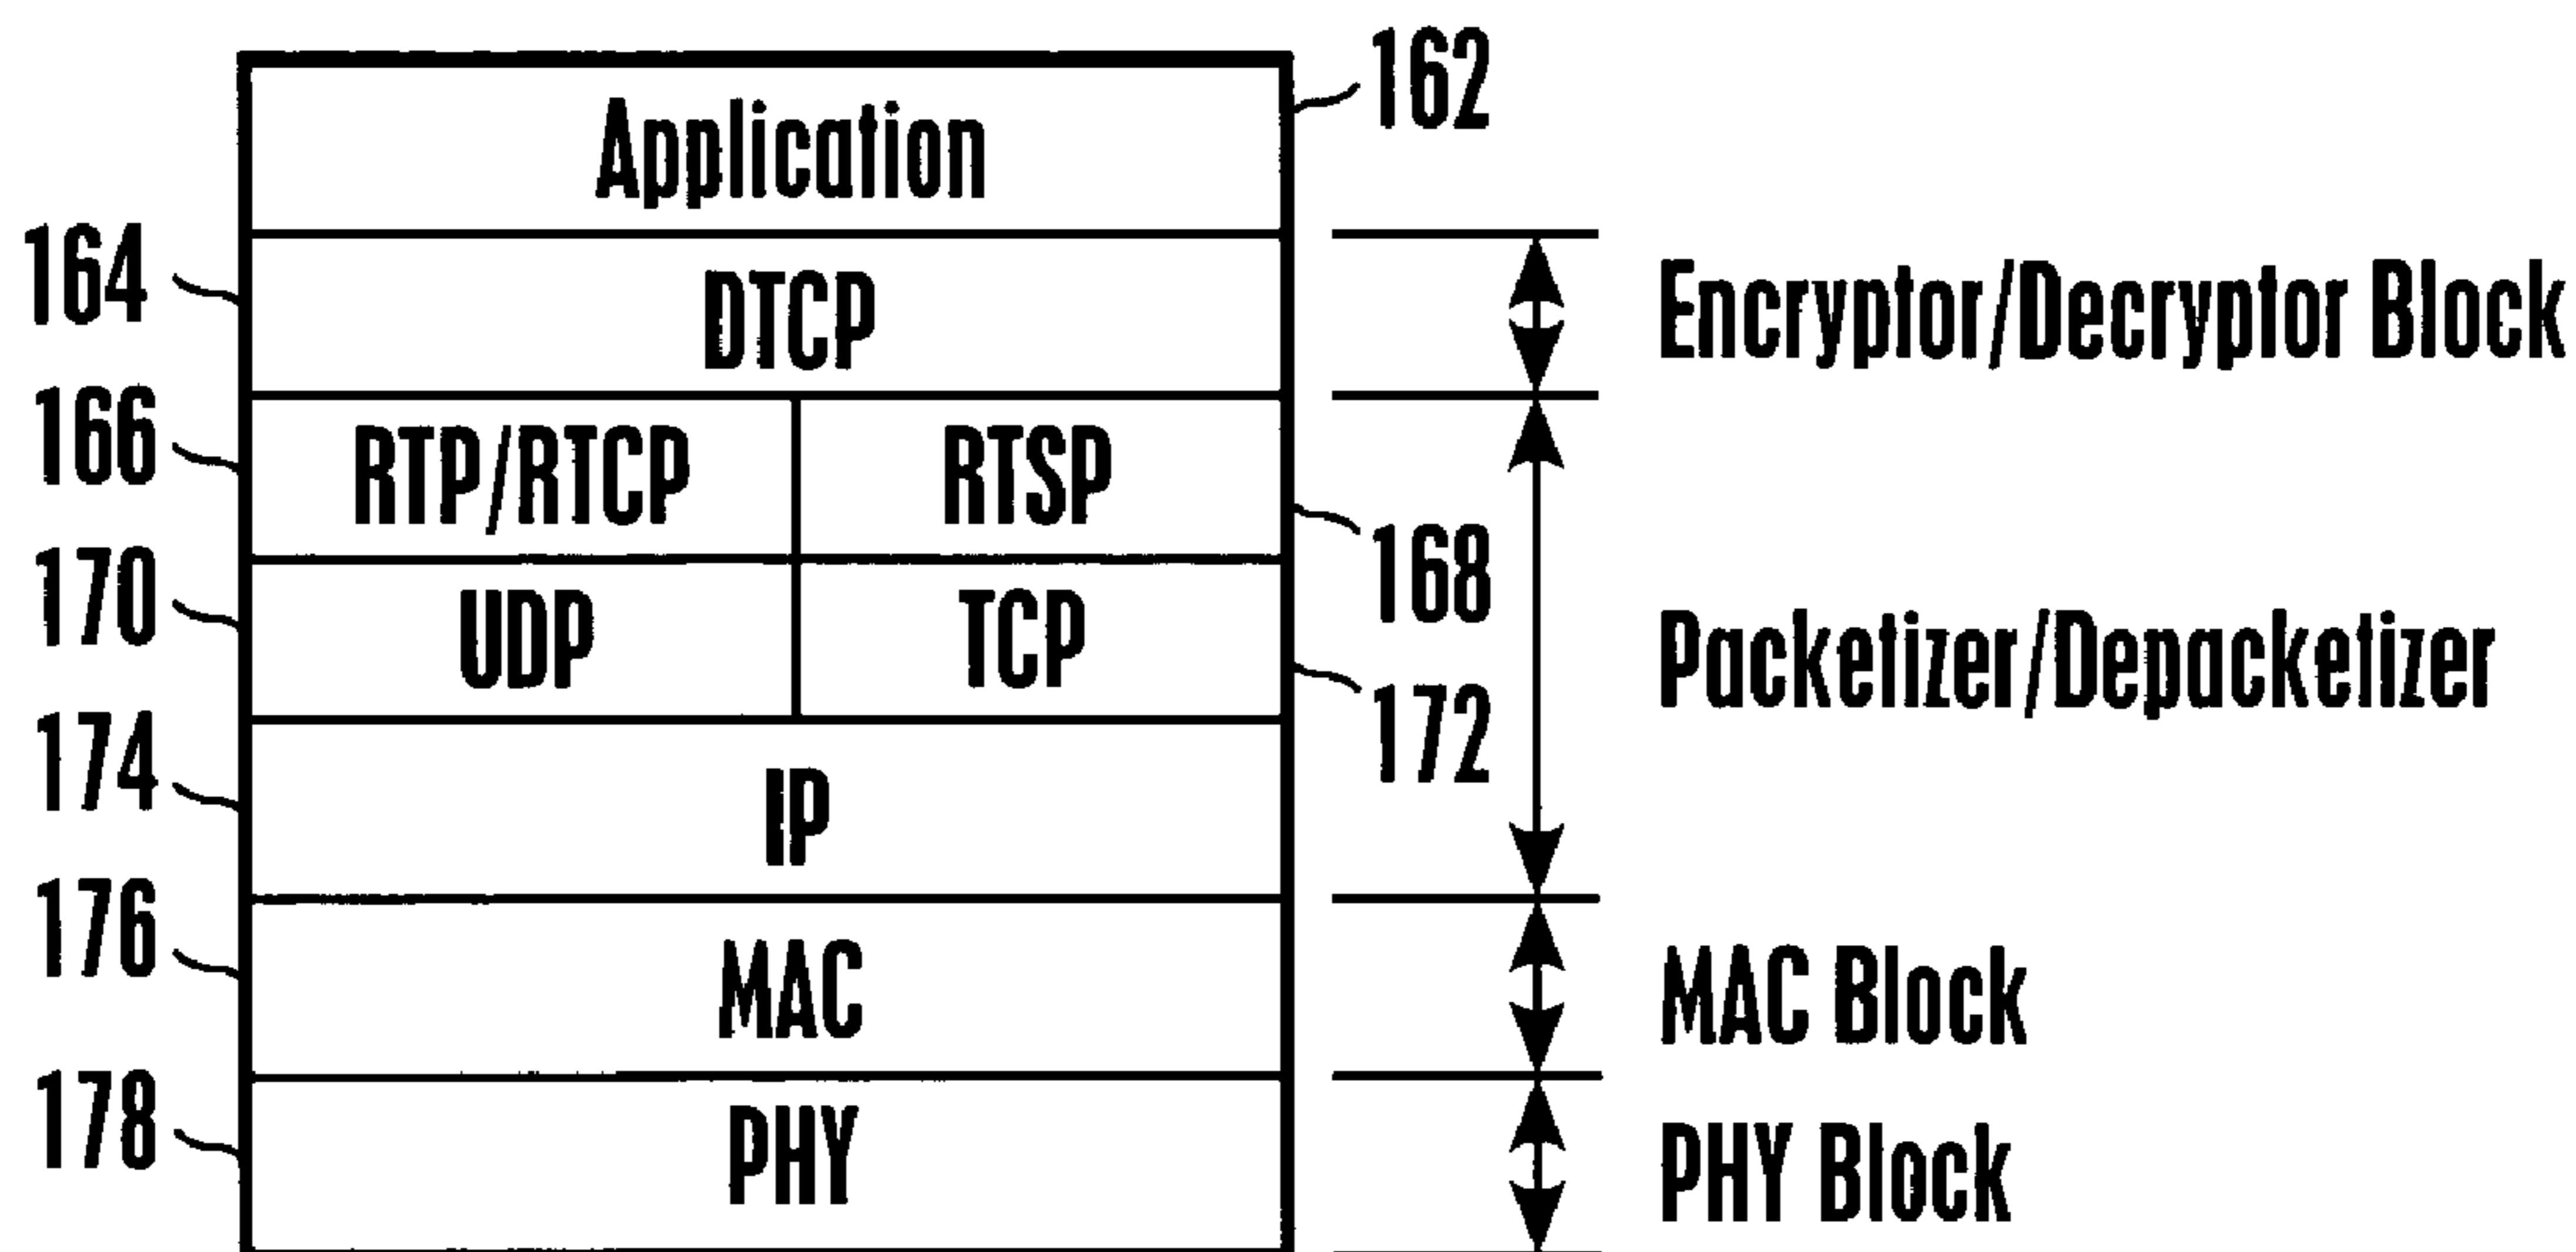 162
Application
164
DTCP
Encryptor/Decryptor Block
166
RTP/RTCP
RTSP
168
170
UDP
TCP
172
Packetizer/Depacketizer
174
IP
176
MAC
MAC Block
178
PHY
PHY Block